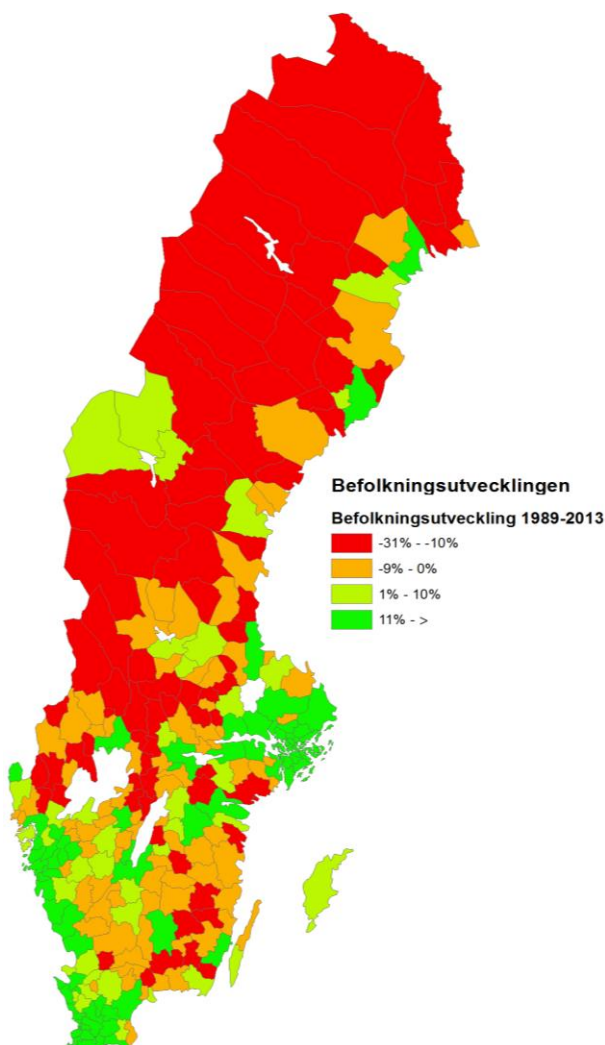 Befolkningsutvecklingen
Befolkningsutveckling 1989-2013
-31% - -10%
-9% - 0%
1% - 10%
11% - >